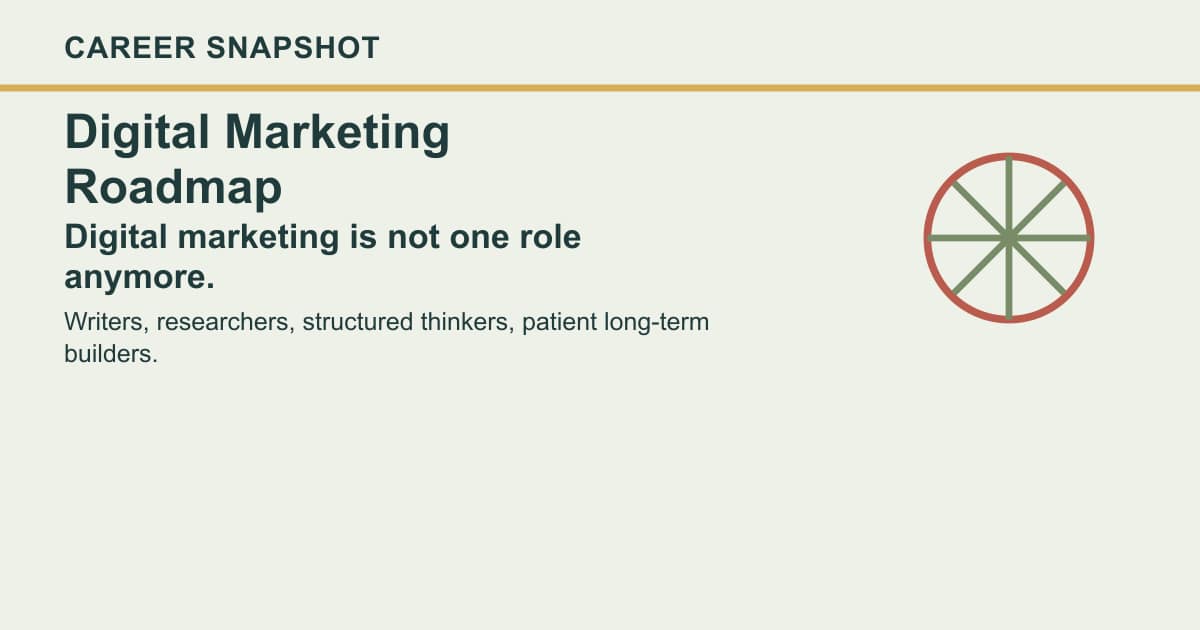 CAREER SNAPSHOT
Digital Marketing
Roadmap
Digital marketing is not one role
anymore.
Writers, researchers, structured thinkers, patient long-term
builders.